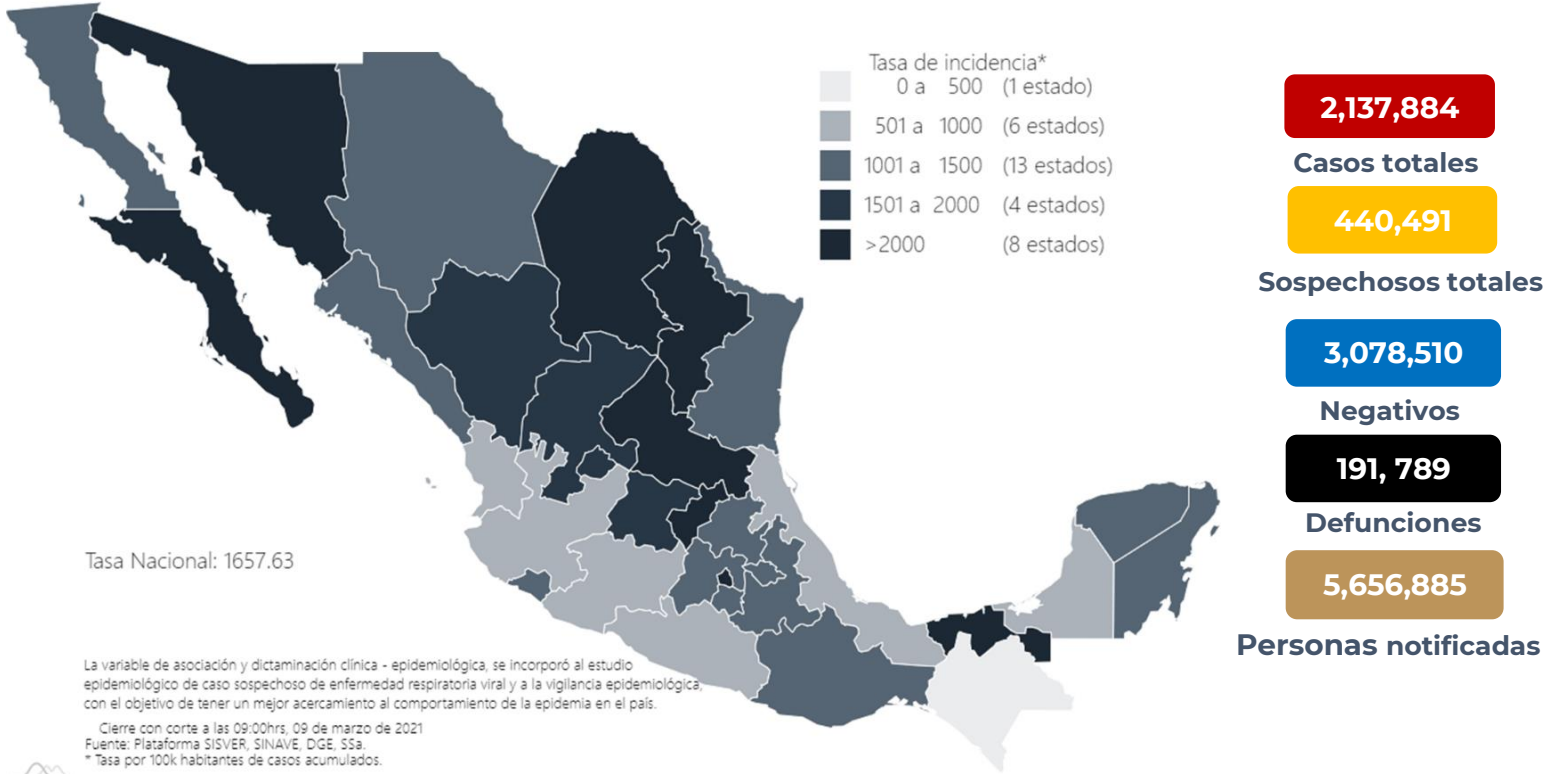 Tasa de incidencia*
0 a 500 (1 estado)
501 a 1000 (6 estados)
1001 a 1500 (13 estados)
1501 a 2000 (4 estados)
>2000 (8 estados)
2,137,884
Casos totales
440,491
Sospechosos totales
3,078,510
Negativos
191, 789
Defunciones
5,656,885
Personas notificadas
Tasa Nacional: 1657.63
La variable de asociación y dictaminación clínica - epidemiológica, se incorporó al estudio
epidemiológico de caso sospechoso de enfermedad respiratoria viral y a la vigilancia epidemiológica,
con el objetivo de tener un mejor acercamiento al comportamiento de la epidemia en el país.
Cierre con corte a las 09:00hrs, 09 de marzo de 2021
Fuente: Plataforma SISVER, SINAVE, DGE, SSa.
* Tasa por 100k habitantes de casos acumulados.